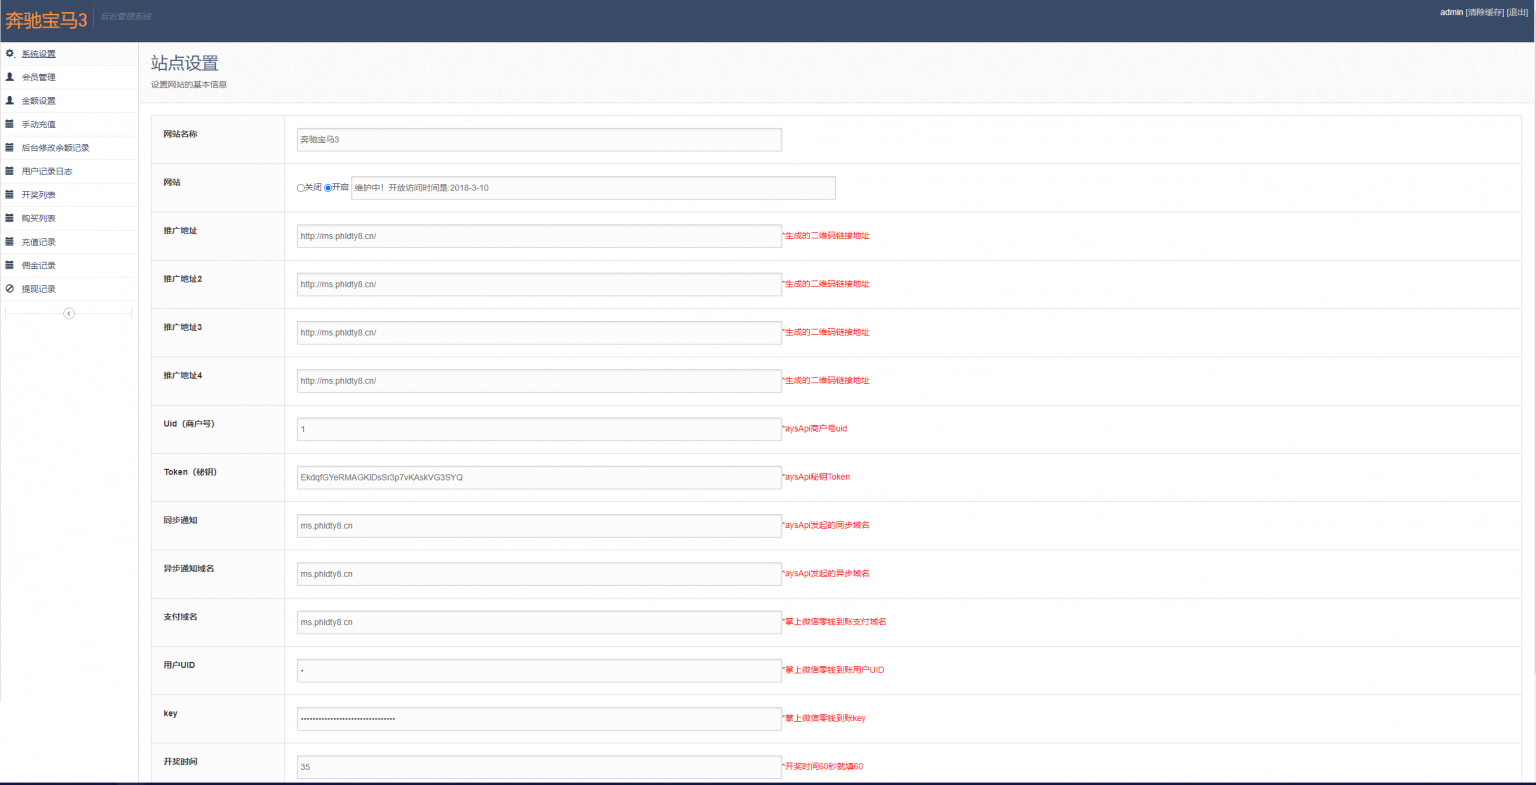 奔驰宝马3 后台管理系统
admin [清除缓存] [退出]
系统设置
会员管理
金额设置
手动充值
后台修改余额记录
用户记录日志
开奖列表
购买列表
充值记录
佣金记录
提现记录
站点设置
设置网站的基本信息
网站名称 奔驰宝马3
网站 关闭 开启 维护中！开放访问时间是:2018-3-10
推广地址 http://ms.phldty8.cn/ *生成的二维码链接地址
推广地址2 http://ms.phldty8.cn/ *生成的二维码链接地址
推广地址3 http://ms.phldty8.cn/ *生成的二维码链接地址
推广地址4 http://ms.phldty8.cn/ *生成的二维码链接地址
Uid（商户号） 1 *aysApi商户号uid
Token（秘钥） EkdqfGYeRMAGKlDsSr3p7vKAskVG3SYQ *aysApi秘钥Token
同步通知 ms.phldty8.cn *aysApi发起的同步域名
异步通知域名 ms.phldty8.cn *aysApi发起的异步域名
支付域名 ms.phldty8.cn *掌上微信零钱到账支付域名
用户UID *掌上微信零钱到账用户UID
key *掌上微信零钱到账key
开奖时间 35 *开奖时间60秒就填60